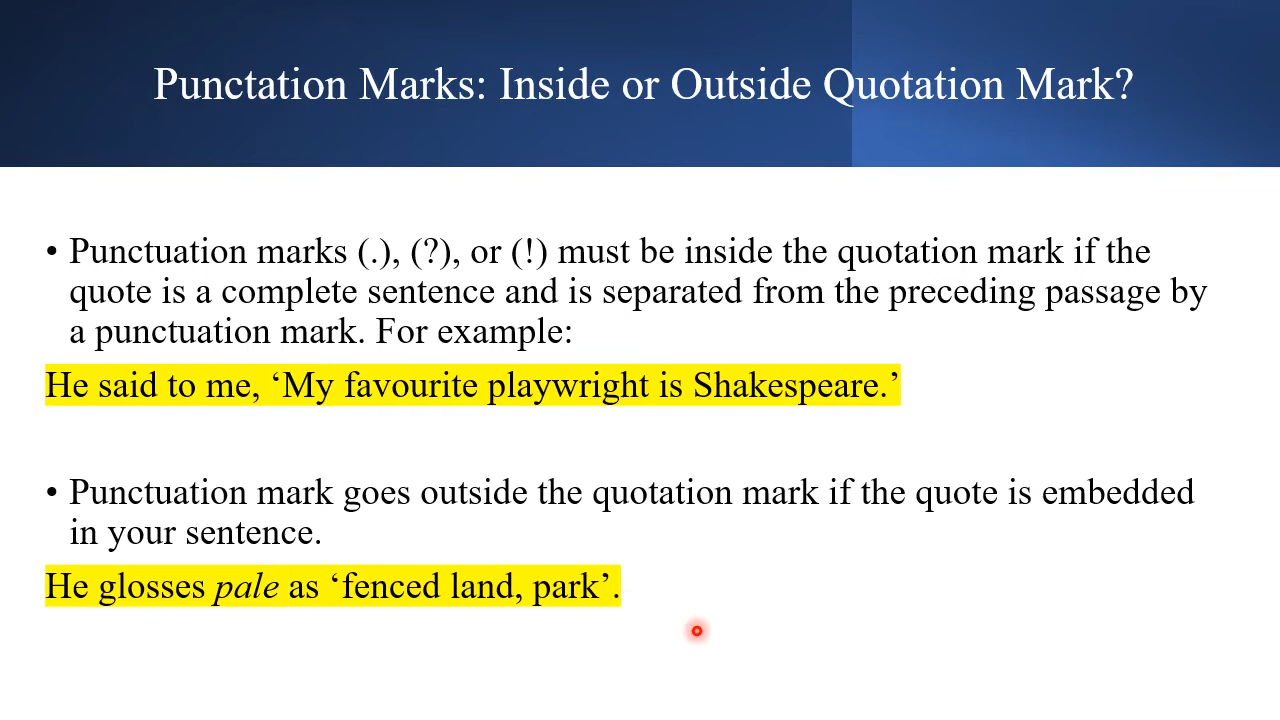 Punctation Marks: Inside or Outside Quotation Mark?
• Punctuation marks (.), (?), or (!) must be inside the quotation mark if the
quote is a complete sentence and is separated from the preceding passage by
a punctuation mark. For example:
He said to me, ‘My favourite playwright is Shakespeare.’
• Punctuation mark goes outside the quotation mark if the quote is embedded
in your sentence.
He glosses pale as ‘fenced land, park’.